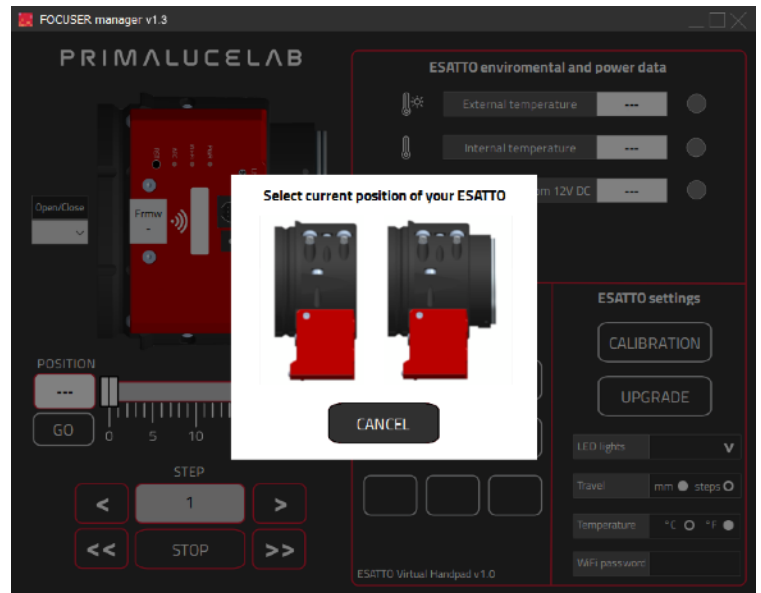 FOCUSER manager v1.3
PRIMALUCELAB
ESATTO enviromental and power data
External temperature ---
Internal temperature ---
om 12V DC ---
Open/Close
Frmw
-
Select current position of your ESATTO
CANCEL
ESATTO settings
CALIBRATION
UPGRADE
LED lights V
Travel mm steps
Temperature °C °F
WiFi password
POSITION
---
GO
0 5 10
STEP
< 1 >
<< STOP >>
ESATTO Virtual Handpad v1.0